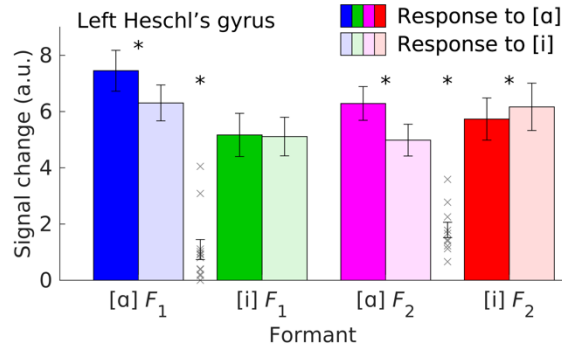 Left Heschl's gyrus
Response to [ɑ]
Response to [i]
Signal change (a.u.)
8
6
4
2
0
* * * * *
[ɑ] F1 [i] F1 [ɑ] F2 [i] F2
Formant